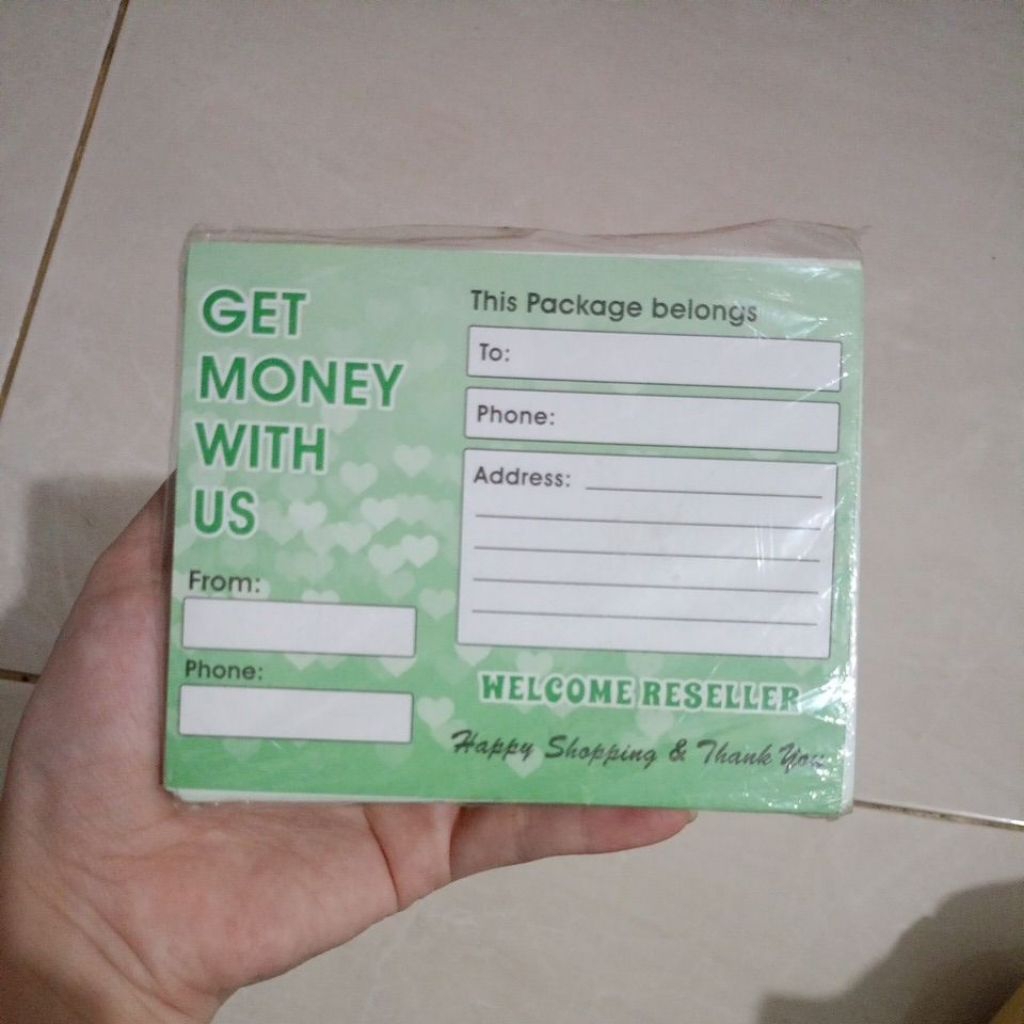 GET
MONEY
WITH
US
From:
Phone:
This Package belongs
To:
Phone:
Address:
WELCOME RESELLER
Happy Shopping & Thank You